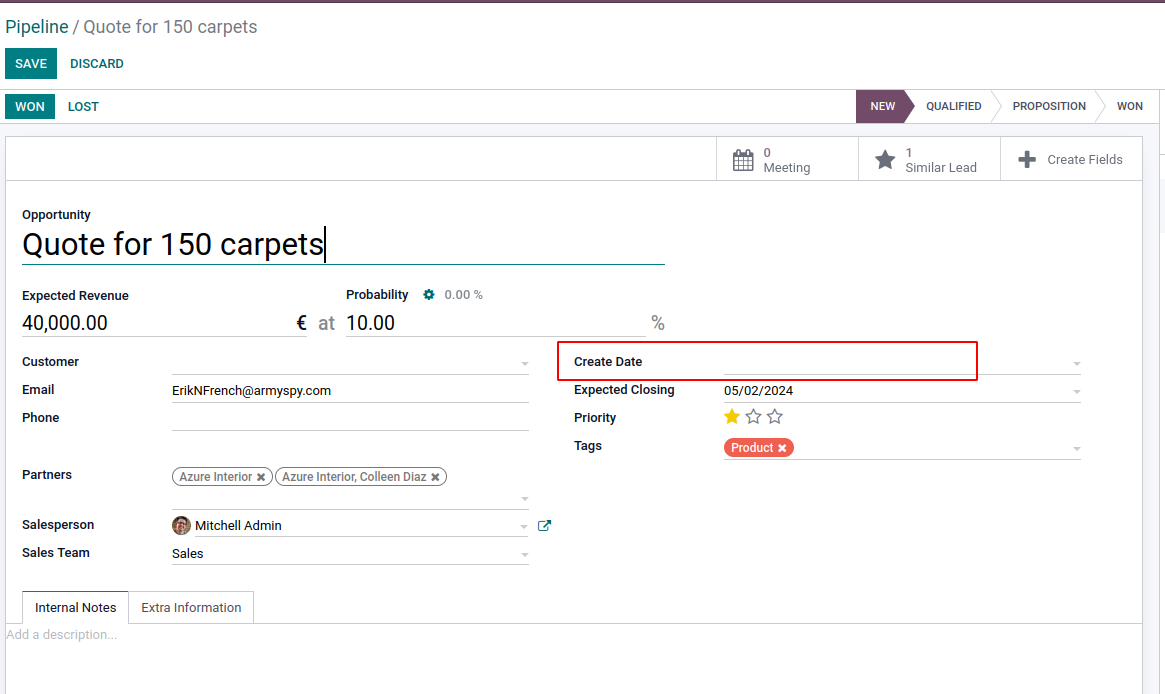 Pipeline / Quote for 150 carpets
SAVE DISCARD
WON LOST NEW QUALIFIED PROPOSITION WON
0
Meeting
1
Similar Lead
Create Fields
Opportunity
Quote for 150 carpets
Expected Revenue
40,000.00 € at
Probability 0.00 %
10.00 %
Customer
Email ErikNFrench@armyspy.com
Phone
Create Date
Expected Closing 05/02/2024
Priority
Tags Product
Partners Azure Interior Azure Interior, Colleen Diaz
Salesperson Mitchell Admin
Sales Team Sales
Internal Notes Extra Information
Add a description...